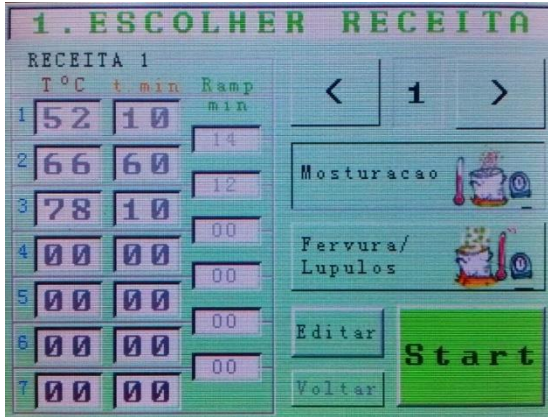 1.ESCOLHER RECEITA
RECEITA 1
T ºC t.min Ramp min
1 52 10
14
2 66 60
12
3 78 10
00
4 00 00
00
5 00 00
00
6 00 00
00
7 00 00
< 1 >
Mosturacao
Fervura/
Lupulos
Editar
Start
Voltar